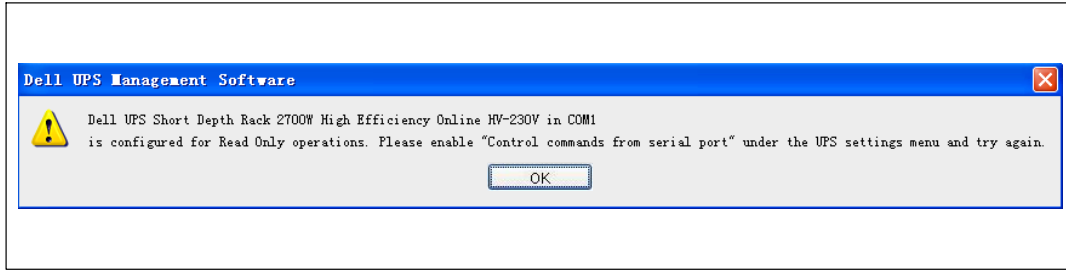 Dell UPS Management Software
Dell UPS Short Depth Rack 2700W High Efficiency Online HV-230V in COM1
is configured for Read Only operations. Please enable "Control commands from serial port" under the UPS settings menu and try again.
OK